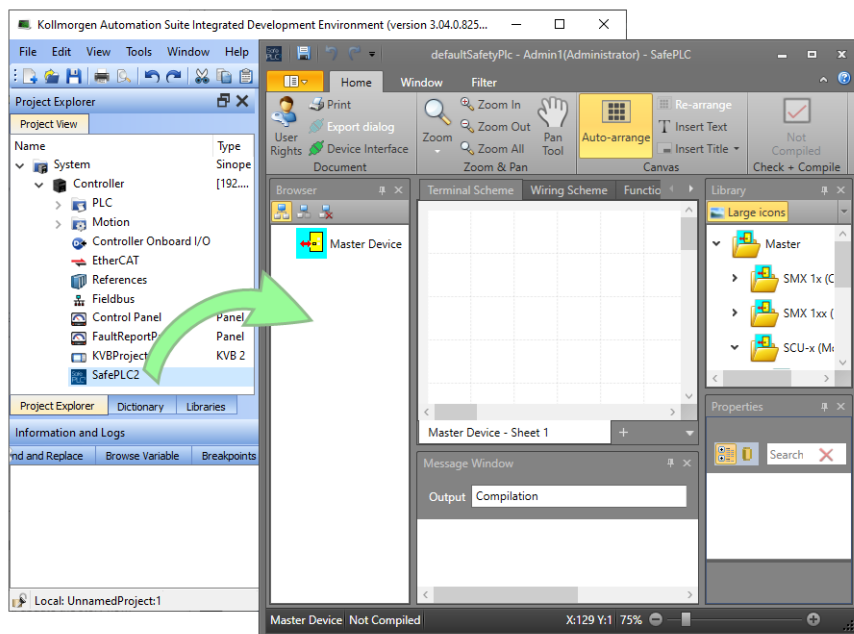 Kollmorgen Automation Suite Integrated Development Environment (version 3.04.0.825...
File Edit View Tools Window Help
Project Explorer
Project View
Name Type
System Sinope
Controller [192....
PLC
Motion
Controller Onboard I/O
EtherCAT
References
Fieldbus
Control Panel Panel
FaultReportP Panel
KVBProject KVB 2
SafePLC2
Project Explorer Dictionary Libraries
Information and Logs
nd and Replace Browse Variable Breakpoints
Local: UnnamedProject:1
Safe PLC
defaultSafetyPlc - Admin1(Administrator) - SafePLC
Home Window Filter
User Rights
Print
Export dialog
Device Interface
Document
Zoom
Zoom In
Zoom Out
Zoom All
Pan Tool
Zoom & Pan
Auto-arrange
Re-arrange
Insert Text
Insert Title
Canvas
Not Compiled
Check + Compile
Browser
Master Device
Terminal Scheme Wiring Scheme Functio
Master Device - Sheet 1 +
Message Window
Output Compilation
Library
Large icons
Master
SMX 1x (C
SMX 1xx (
SCU-x (Mo
Properties
Search
Master Device Not Compiled X:129 Y:1 75%